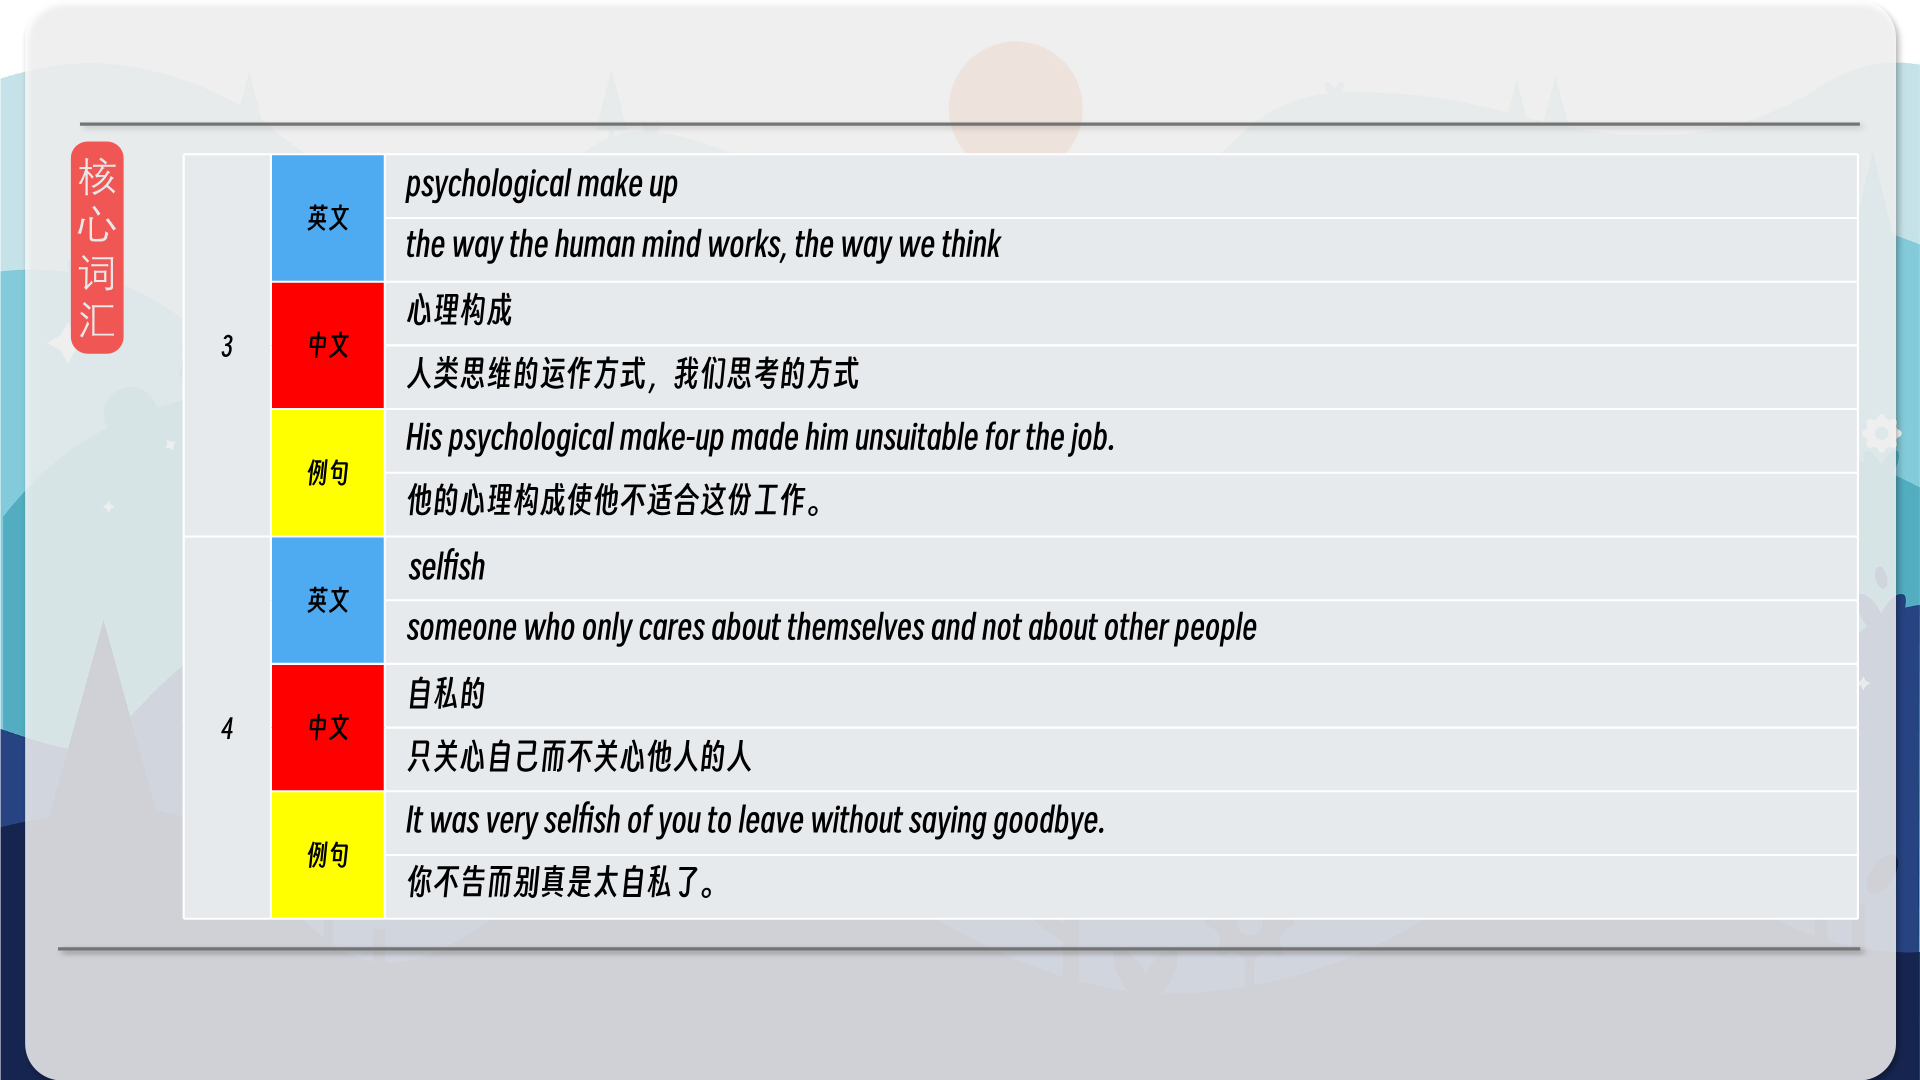 核心词汇
3
英文
psychological make up
the way the human mind works, the way we think
中文
心理构成
人类思维的运作方式，我们思考的方式
例句
His psychological make-up made him unsuitable for the job.
他的心理构成使他不适合这份工作。
4
英文
selfish
someone who only cares about themselves and not about other people
中文
自私的
只关心自己而不关心他人的人
例句
It was very selfish of you to leave without saying goodbye.
你不告而别真是太自私了。